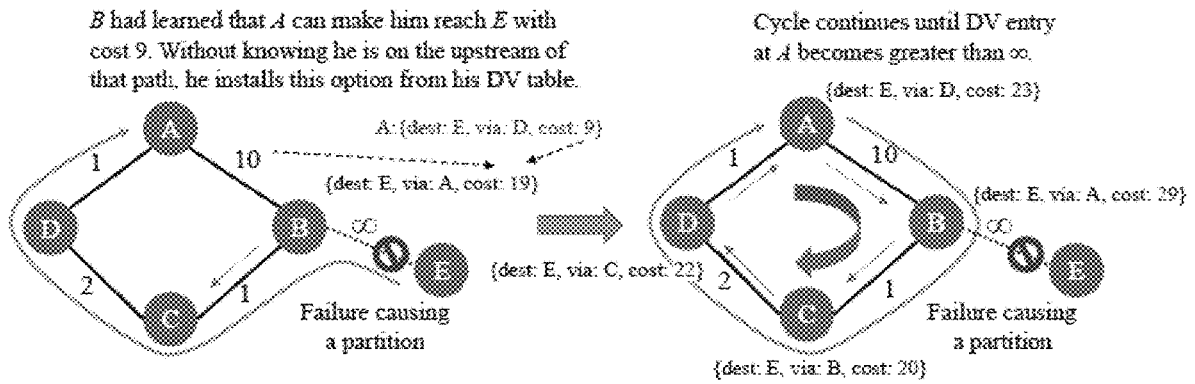 B had learned that A can make him reach E with
cost 9. Without knowing he is on the upstream of
that path, he installs this option from his DV table.
A
1
10
A:{dest: E, via: D, cost: 9}
{dest: E, via: A, cost: 19}
D
B
∞
E
2
1
C
Failure causing
a partition
Cycle continues until DV entry
at A becomes greater than ∞.
{dest: E, via: D, cost: 23}
A
1
10
{dest: E, via: A, cost: 29}
D
B
∞
E
{dest: E, via: C, cost: 22}
2
1
C
Failure causing
a partition
{dest: E, via: B, cost: 20}